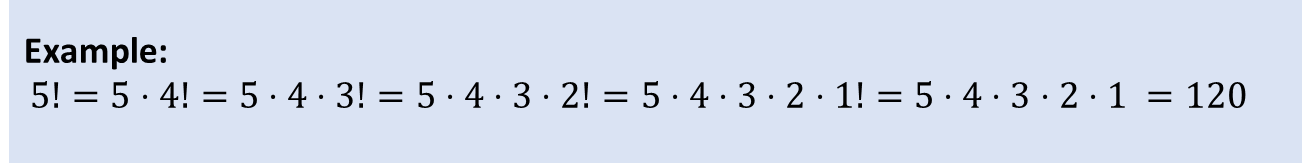 Example:
5! = 5 · 4! = 5 · 4 · 3! = 5 · 4 · 3 · 2! = 5 · 4 · 3 · 2 · 1! = 5 · 4 · 3 · 2 · 1 = 120